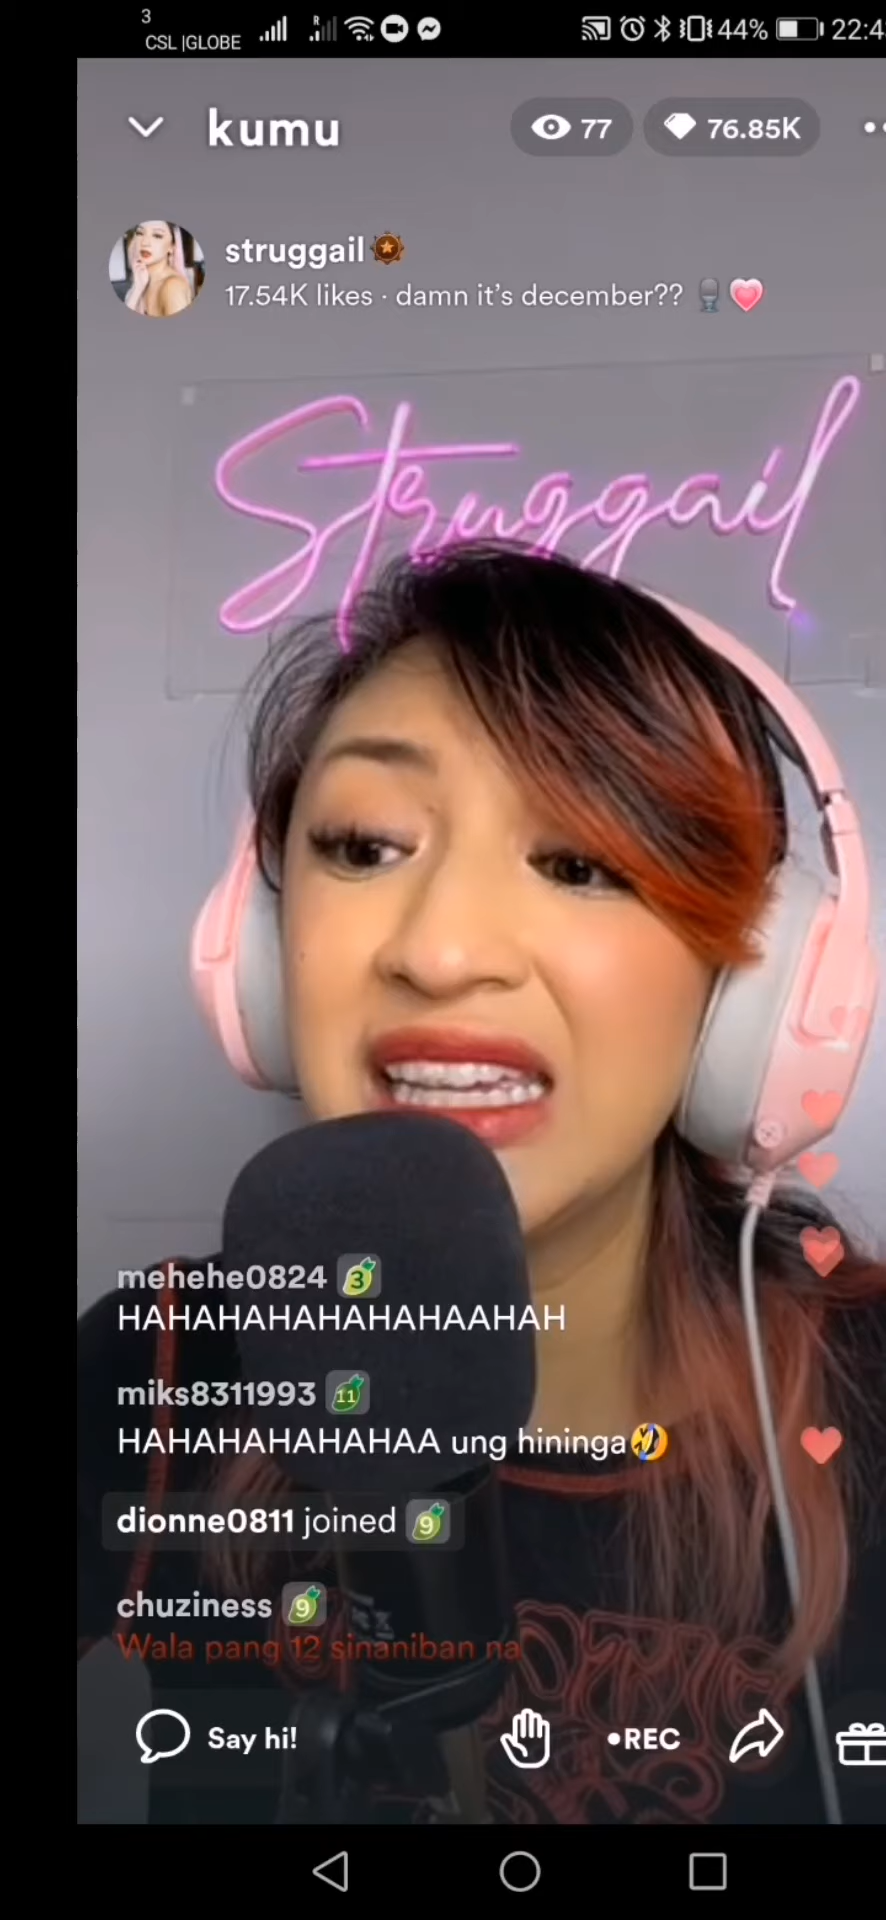 3
CSL |GLOBE
R
44%
22:4
kumu
77
76.85K
struggail
17.54K likes · damn it's december??
Struggail
mehehe0824 3
HAHAHAHAHAHAHAAHAH
miks8311993 11
HAHAHAHAHAHAA ung hininga🤣
dionne0811 joined 9
chuziness 9
Wala pang 12 sinaniban na
Say hi!
•REC